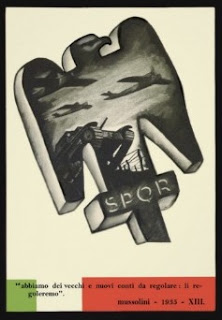 SPQR
"abbiamo dei vecchi e nuovi conti da regolare: li re-
goleremo".
mussolini - 1935 - XIII.